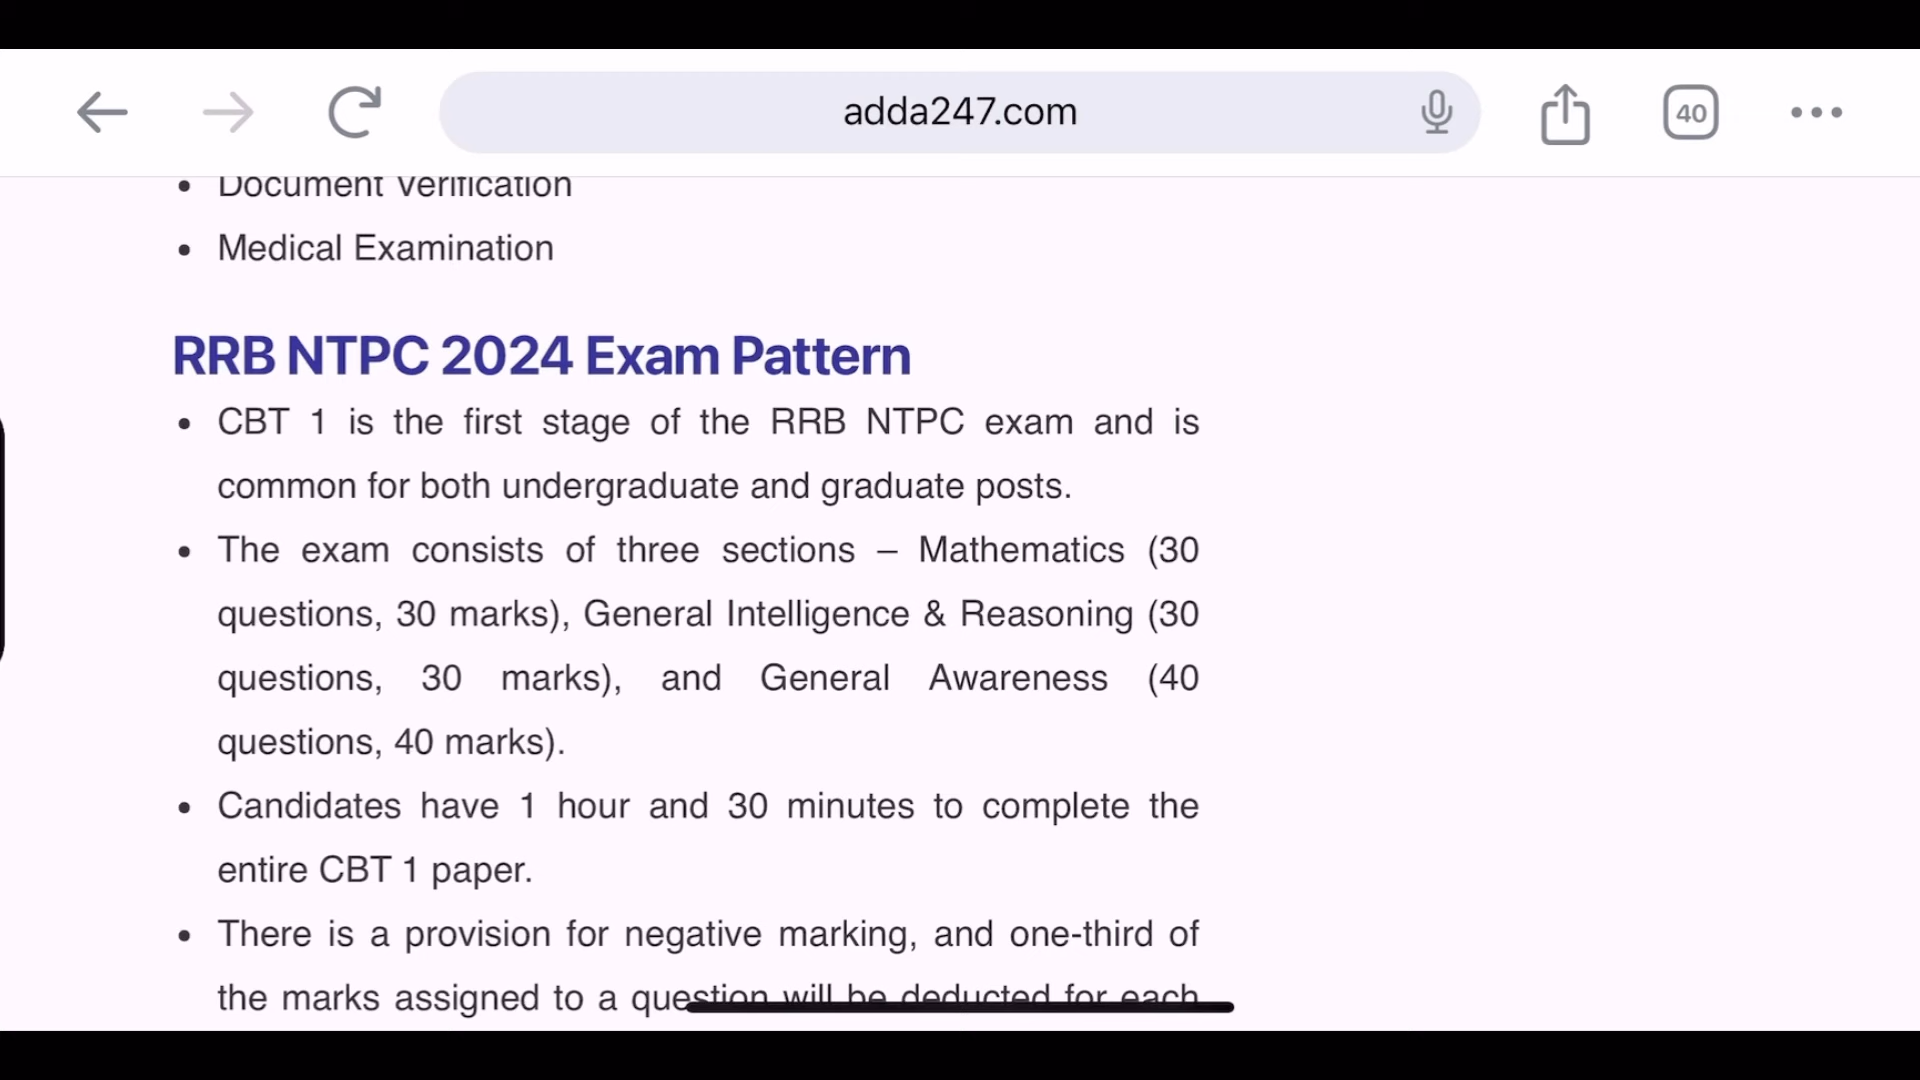 adda247.com
40
Document Verification
Medical Examination
RRB NTPC 2024 Exam Pattern
CBT 1 is the first stage of the RRB NTPC exam and is
common for both undergraduate and graduate posts.
The exam consists of three sections – Mathematics (30
questions, 30 marks), General Intelligence & Reasoning (30
questions, 30 marks), and General Awareness (40
questions, 40 marks).
Candidates have 1 hour and 30 minutes to complete the
entire CBT 1 paper.
There is a provision for negative marking, and one-third of
the marks assigned to a question will be deducted for each